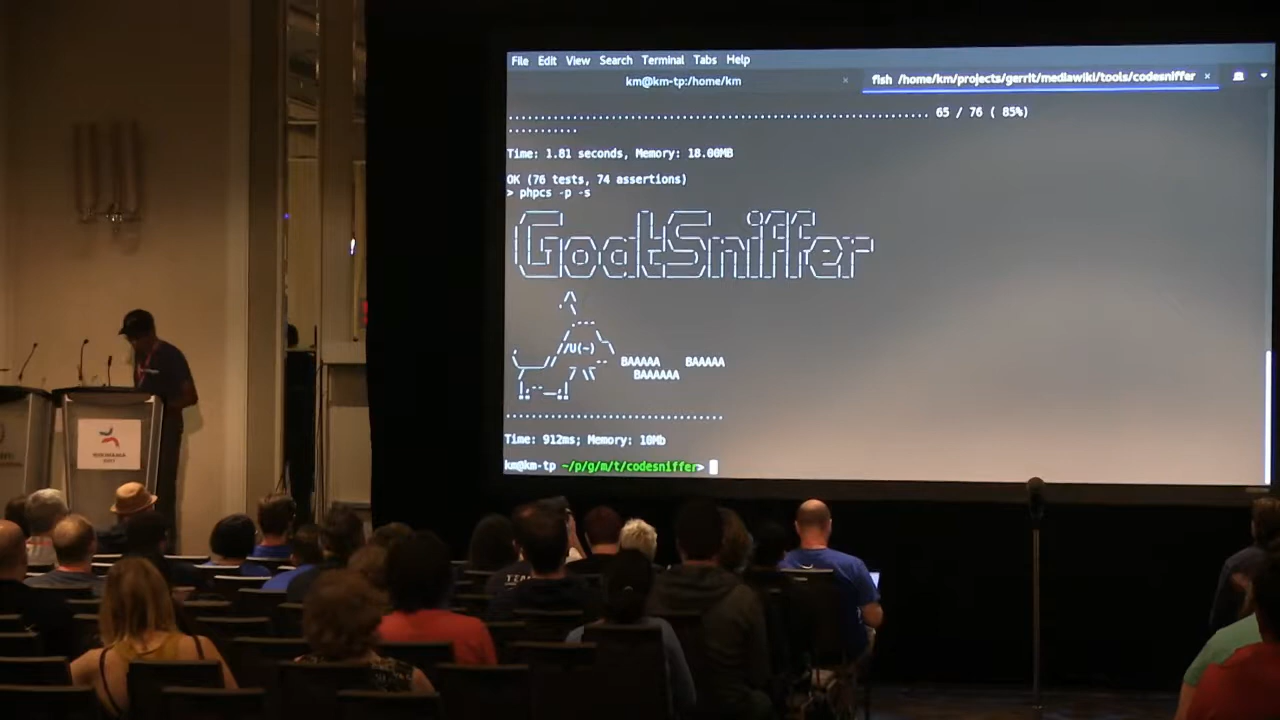 File Edit View Search Terminal Tabs Help
km@km-tp:/home/km × fish /home/km/projects/gerrit/mediawiki/tools/codesniffer ×
................................................................. 65 / 76 ( 85%)
...........
Time: 1.81 seconds, Memory: 18.00MB
OK (76 tests, 74 assertions)
> phpcs -p -s
GoatSniffer
BAAAAA BAAAAA
BAAAAAA
Time: 912ms; Memory: 10Mb
km@km-tp ~/p/g/m/t/codesniffer>
WIKIMANIA
2017